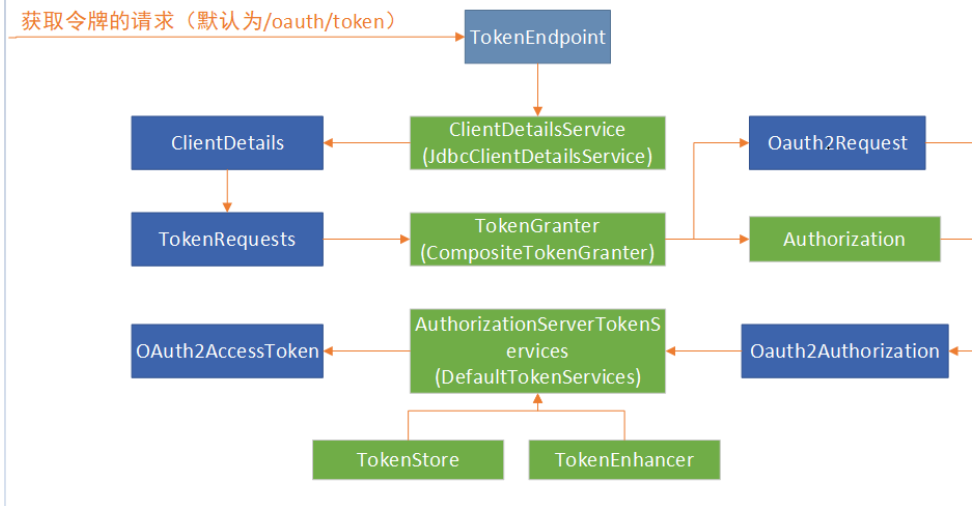 获取令牌的请求（默认为/oauth/token）
TokenEndpoint
ClientDetails
ClientDetailsService
(JdbcClientDetailsService)
Oauth2Request
TokenRequests
TokenGranter
(CompositeTokenGranter)
Authorization
OAuth2AccessToken
AuthorizationServerTokenS
ervices
(DefaultTokenServices)
Oauth2Authorization
TokenStore
TokenEnhancer